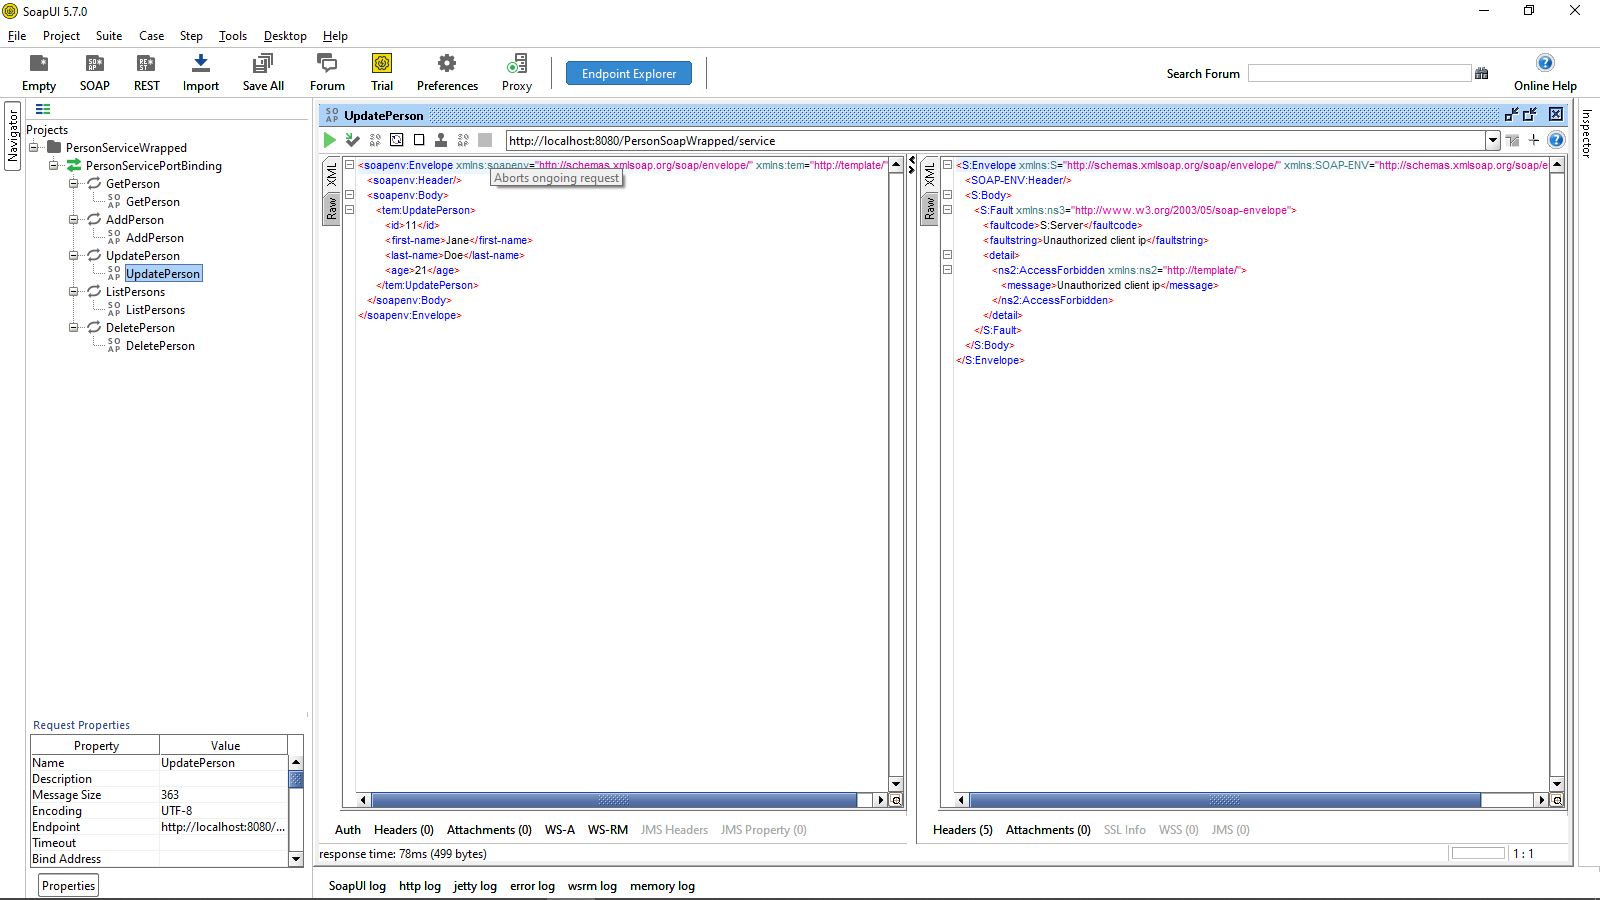 SoapUI 5.7.0
File Project Suite Case Step Tools Desktop Help
Empty SOAP REST Import Save All Forum Trial Preferences Proxy Endpoint Explorer Search Forum Online Help
Navigator
Projects
PersonServiceWrapped
PersonServicePortBinding
GetPerson
GetPerson
AddPerson
AddPerson
UpdatePerson
UpdatePerson
ListPersons
ListPersons
DeletePerson
DeletePerson
Request Properties
Property Value
Name UpdatePerson
Description
Message Size 363
Encoding UTF-8
Endpoint http://localhost:8080/...
Timeout
Bind Address
Properties
UpdatePerson
http://localhost:8080/PersonSoapWrapped/service
XML
Raw
<soapenv:Envelope xmlns:soapenv="http://schemas.xmlsoap.org/soap/envelope/" xmlns:tem="http://template/"
Aborts ongoing request
<soapenv:Header/>
<soapenv:Body>
<tem:UpdatePerson>
<id>11</id>
<first-name>Jane</first-name>
<last-name>Doe</last-name>
<age>21</age>
</tem:UpdatePerson>
</soapenv:Body>
</soapenv:Envelope>
Auth Headers (0) Attachments (0) WS-A WS-RM JMS Headers JMS Property (0)
XML
Raw
<S:Envelope xmlns:S="http://schemas.xmlsoap.org/soap/envelope/" xmlns:SOAP-ENV="http://schemas.xmlsoap.org/soap/e
<SOAP-ENV:Header/>
<S:Body>
<S:Fault xmlns:ns3="http://www.w3.org/2003/05/soap-envelope">
<faultcode>S:Server</faultcode>
<faultstring>Unauthorized client ip</faultstring>
<detail>
<ns2:AccessForbidden xmlns:ns2="http://template/">
<message>Unauthorized client ip</message>
</ns2:AccessForbidden>
</detail>
</S:Fault>
</S:Body>
</S:Envelope>
Headers (5) Attachments (0) SSL Info WSS (0) JMS (0)
response time: 78ms (499 bytes)
1 : 1
Inspector
SoapUI log http log jetty log error log wsrm log memory log